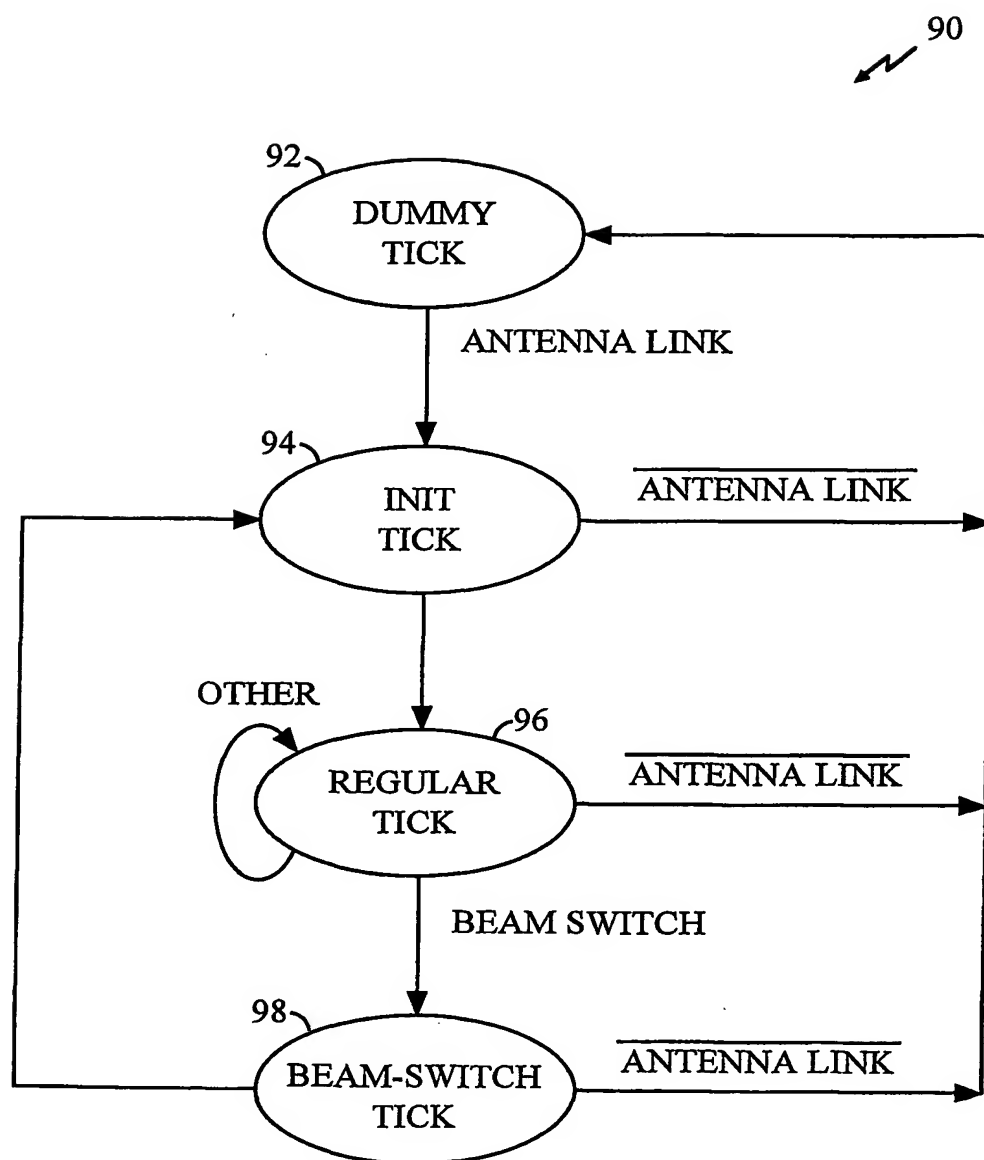 90
92
DUMMY
TICK
ANTENNA LINK
94
INIT
TICK
ANTENNA LINK
OTHER
96
REGULAR
TICK
ANTENNA LINK
BEAM SWITCH
98
BEAM-SWITCH
TICK
ANTENNA LINK